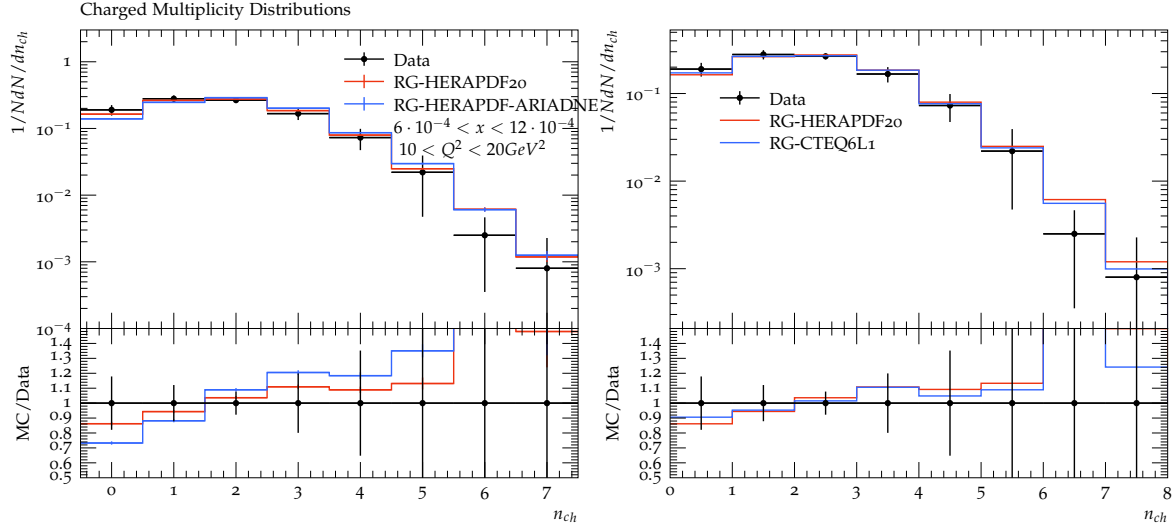 Charged Multiplicity Distributions
1/NdN/dn_ch
1
10^−1
10^−2
10^−3
10^−4
Data
RG-HERAPDF20
RG-HERAPDF-ARIADNE
6 · 10^−4 < x < 12 · 10^−4
10 < Q^2 < 20GeV^2
MC/Data
1.4
1.3
1.2
1.1
1
0.9
0.8
0.7
0.6
0.5
0 1 2 3 4 5 6 7
n_ch
1/NdN/dn_ch
1
10^−1
10^−2
10^−3
Data
RG-HERAPDF20
RG-CTEQ6L1
MC/Data
1.4
1.3
1.2
1.1
1
0.9
0.8
0.7
0.6
0.5
0 1 2 3 4 5 6 7 8
n_ch